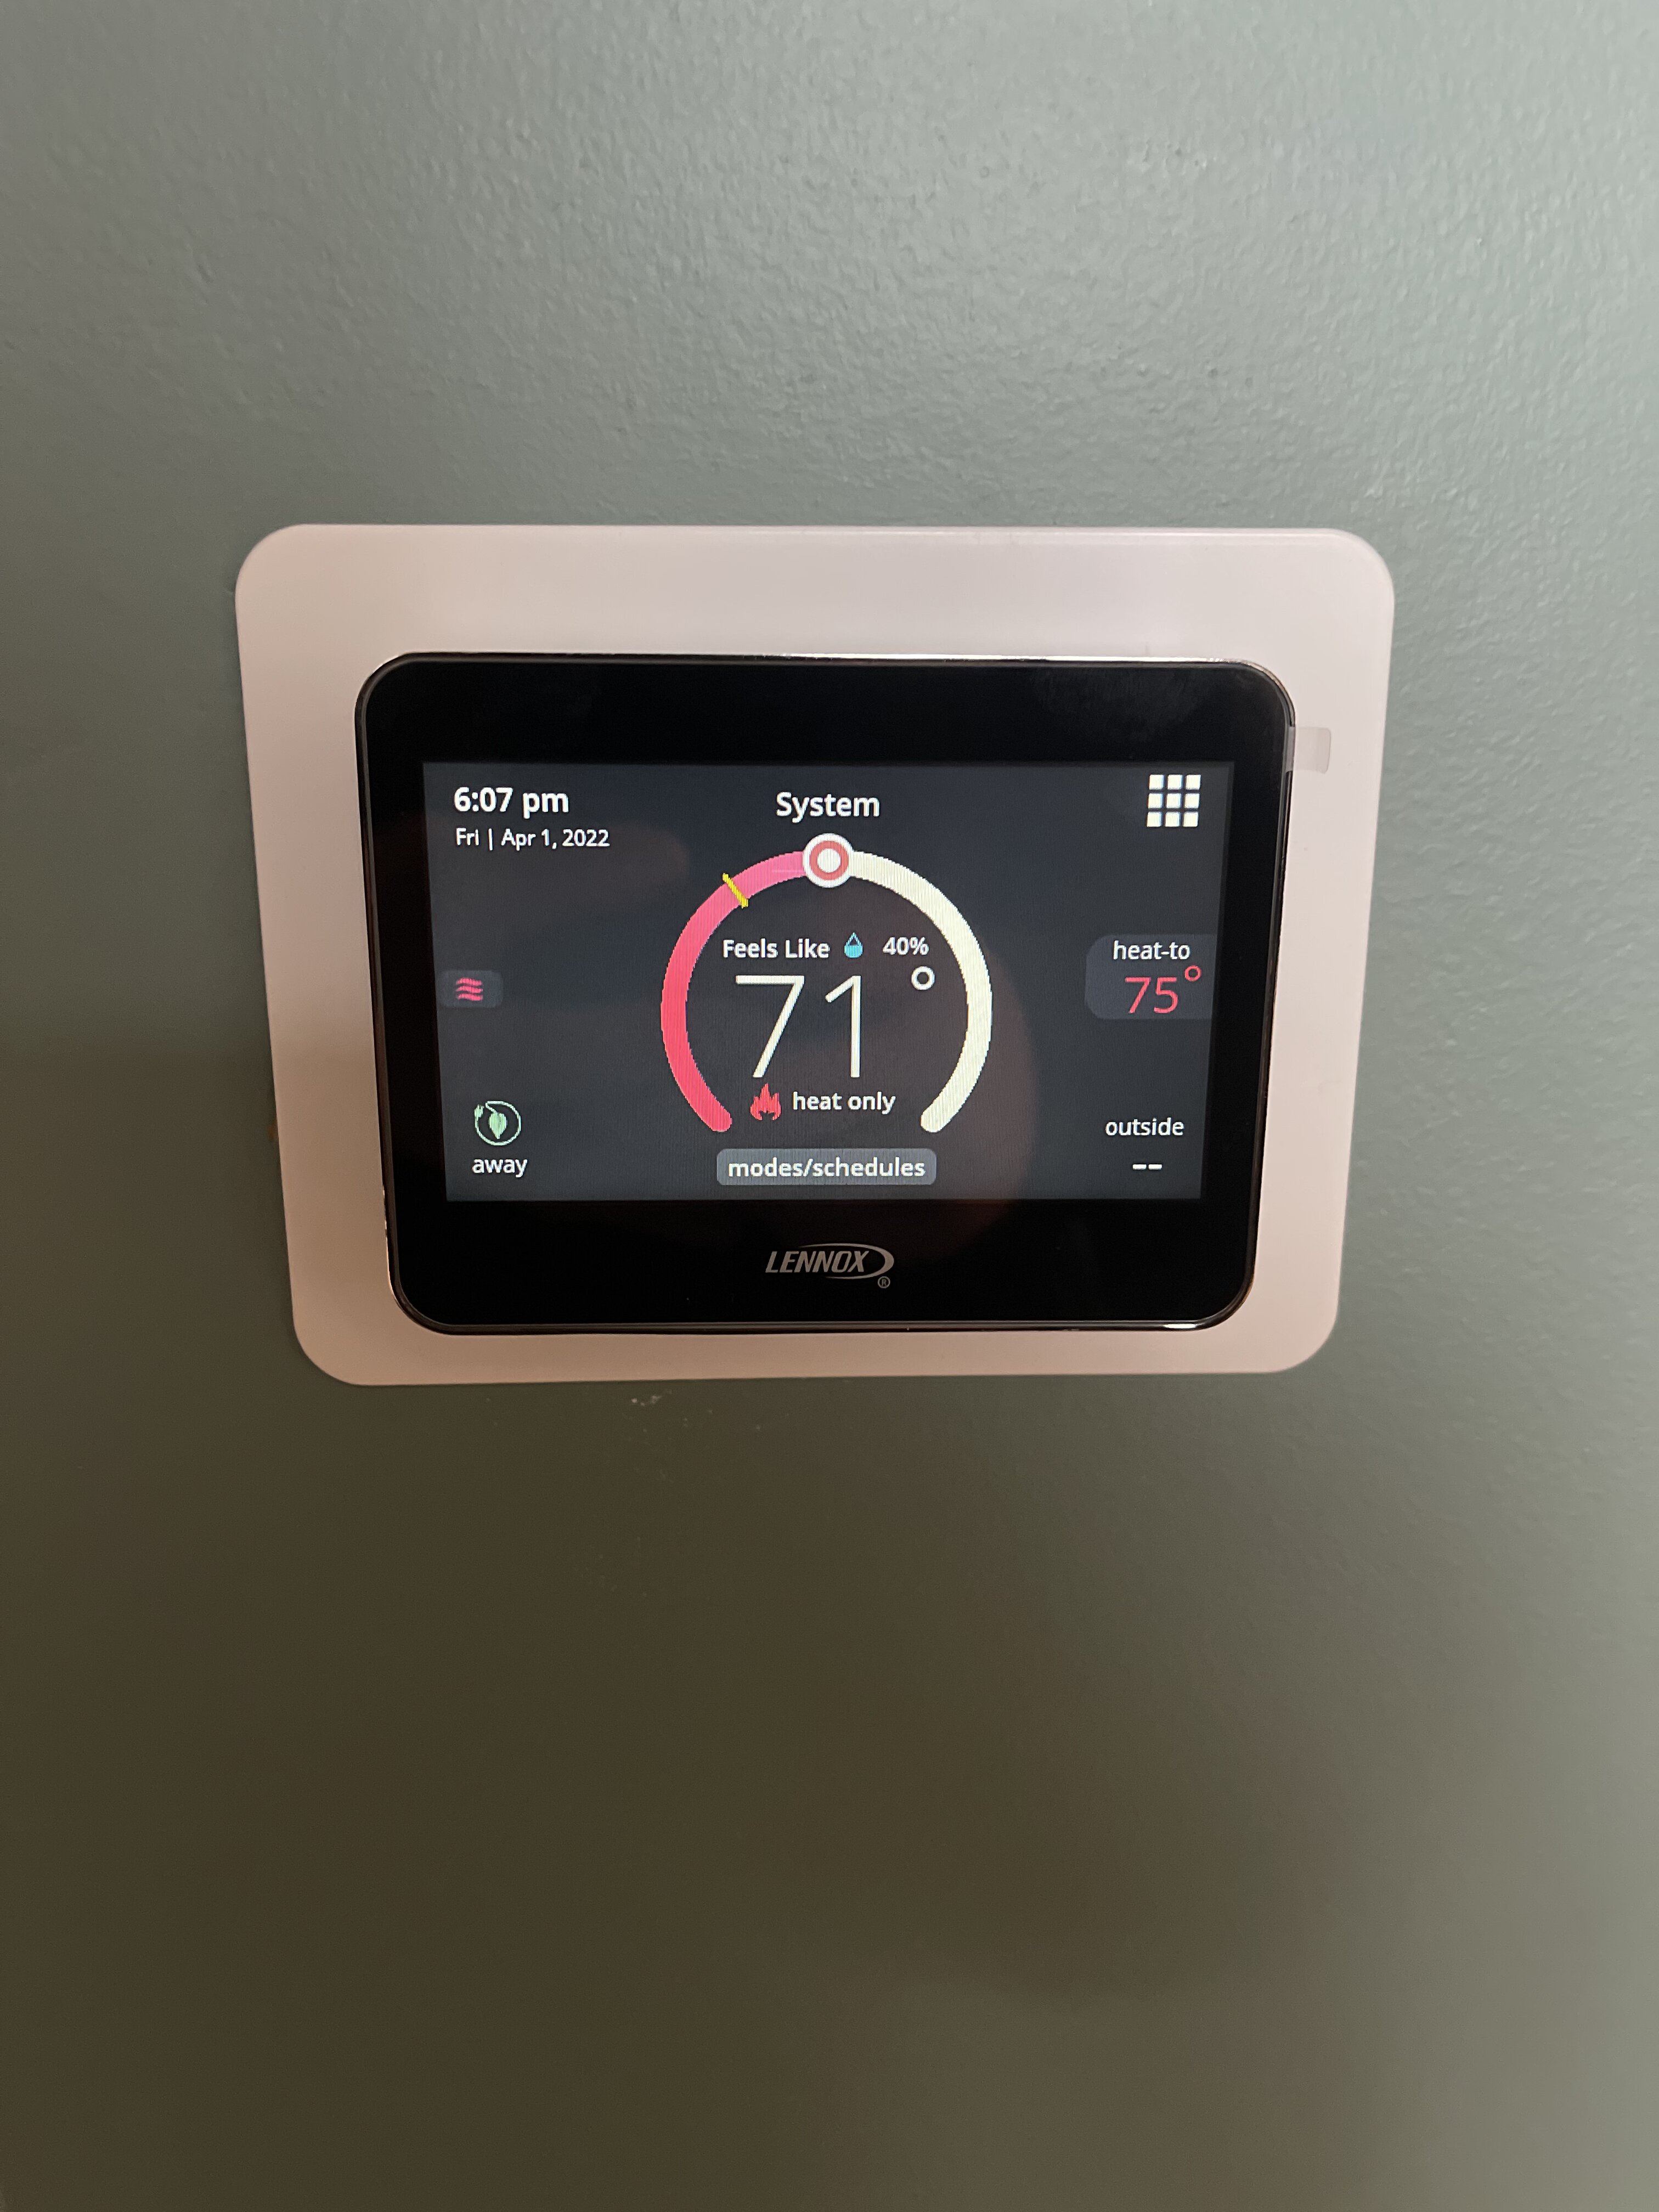 6:07 pm
System
Fri | Apr 1, 2022
Feels Like 40%
71°
heat-to
75°
heat only
outside
--
away
modes/schedules
LENNOX®